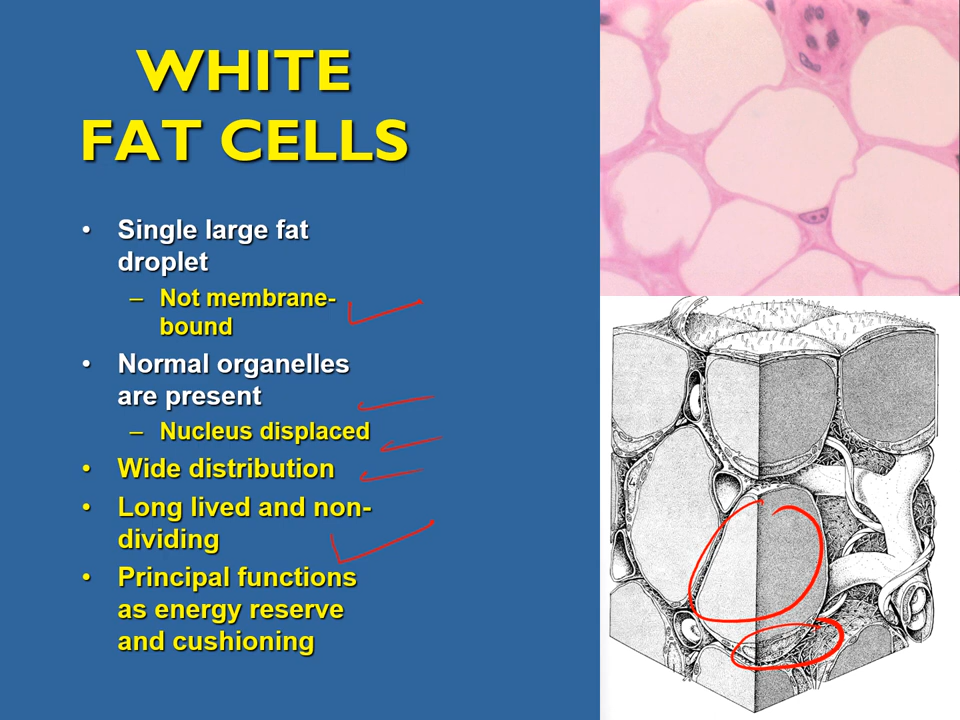 WHITE
FAT CELLS
• Single large fat
droplet
– Not membrane-
bound
• Normal organelles
are present
– Nucleus displaced
• Wide distribution
• Long lived and non-
dividing
• Principal functions
as energy reserve
and cushioning